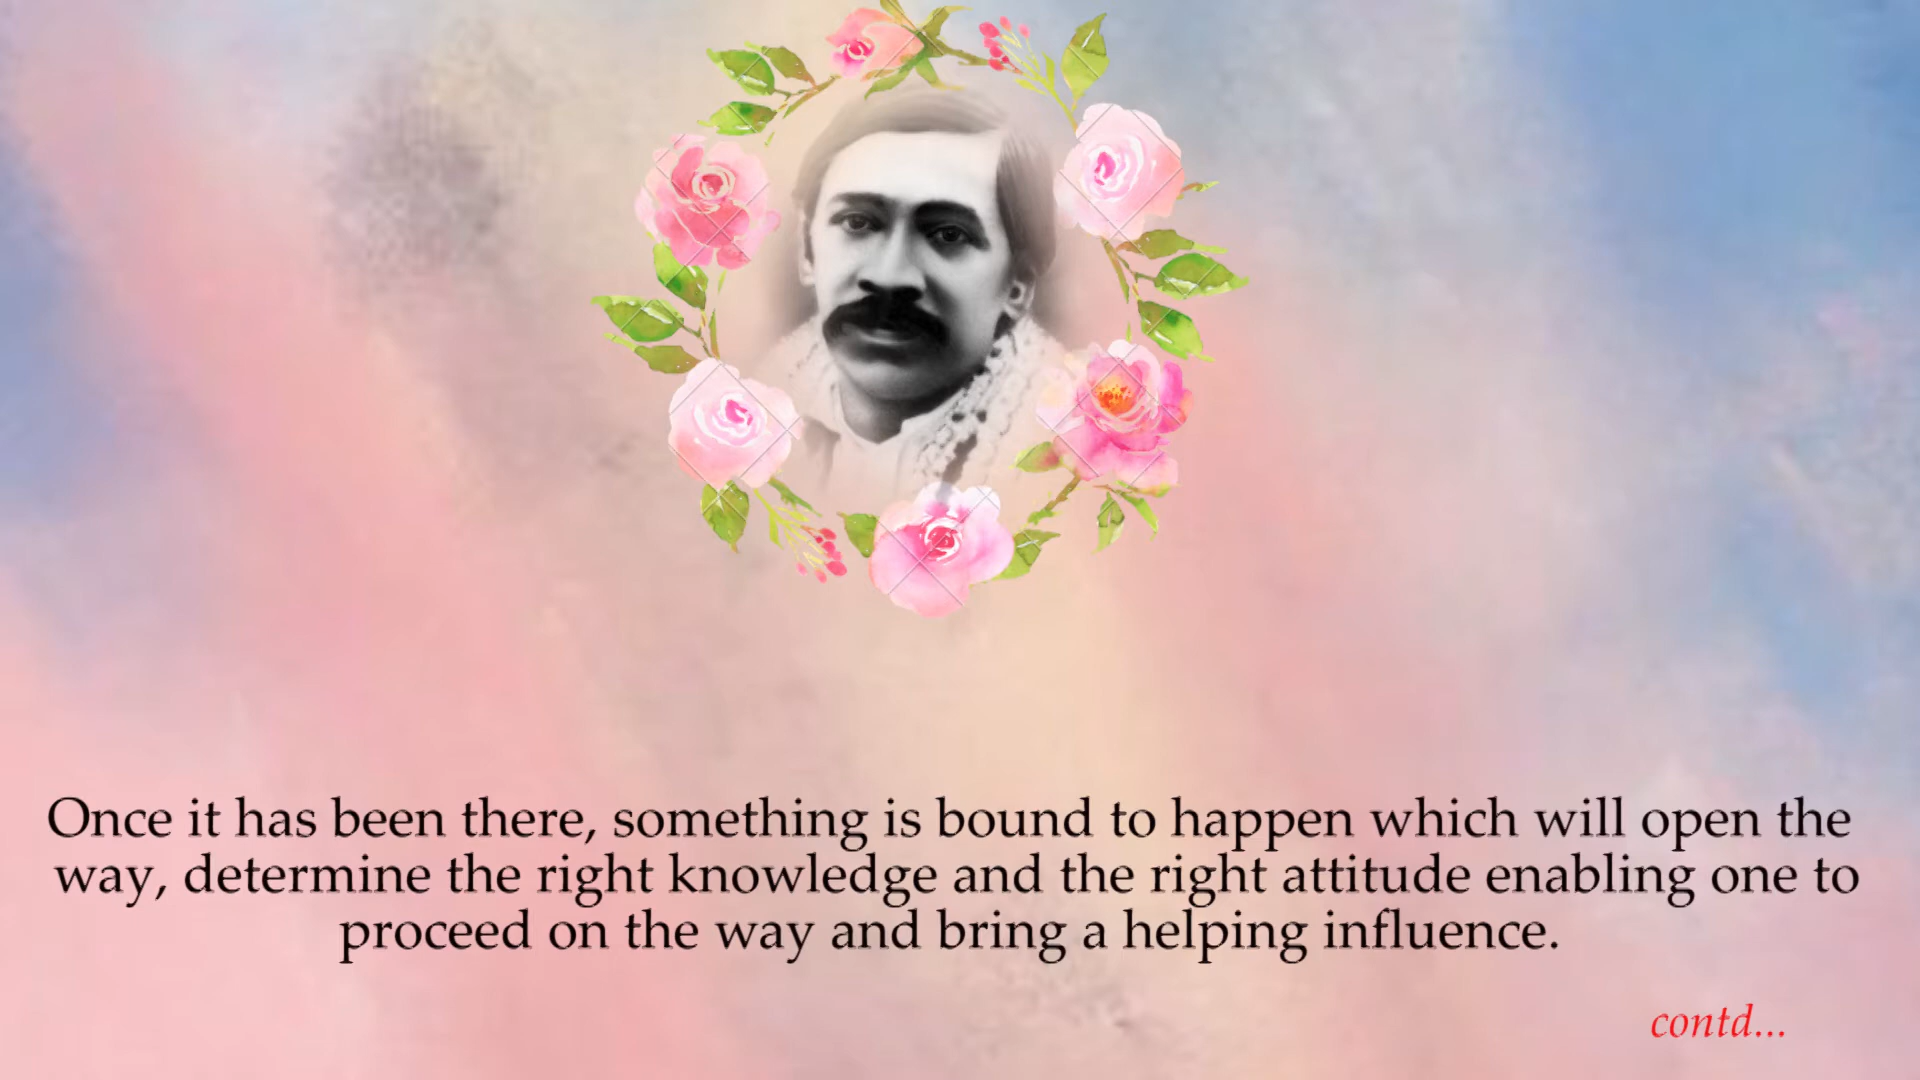 Once it has been there, something is bound to happen which will open the
way, determine the right knowledge and the right attitude enabling one to
proceed on the way and bring a helping influence.
contd...